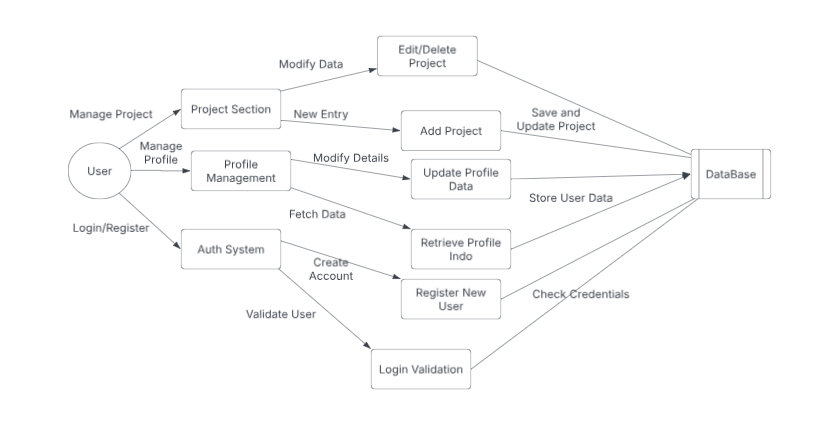 Edit/Delete
Project
Modify Data
Manage Project
Project Section
New Entry
Save and
Update Project
Add Project
Manage
Profile
User
Profile
Management
Modify Details
Update Profile
Data
DataBase
Store User Data
Fetch Data
Login/Register
Auth System
Retrieve Profile
Indo
Create
Account
Register New
User
Check Credentials
Validate User
Login Validation